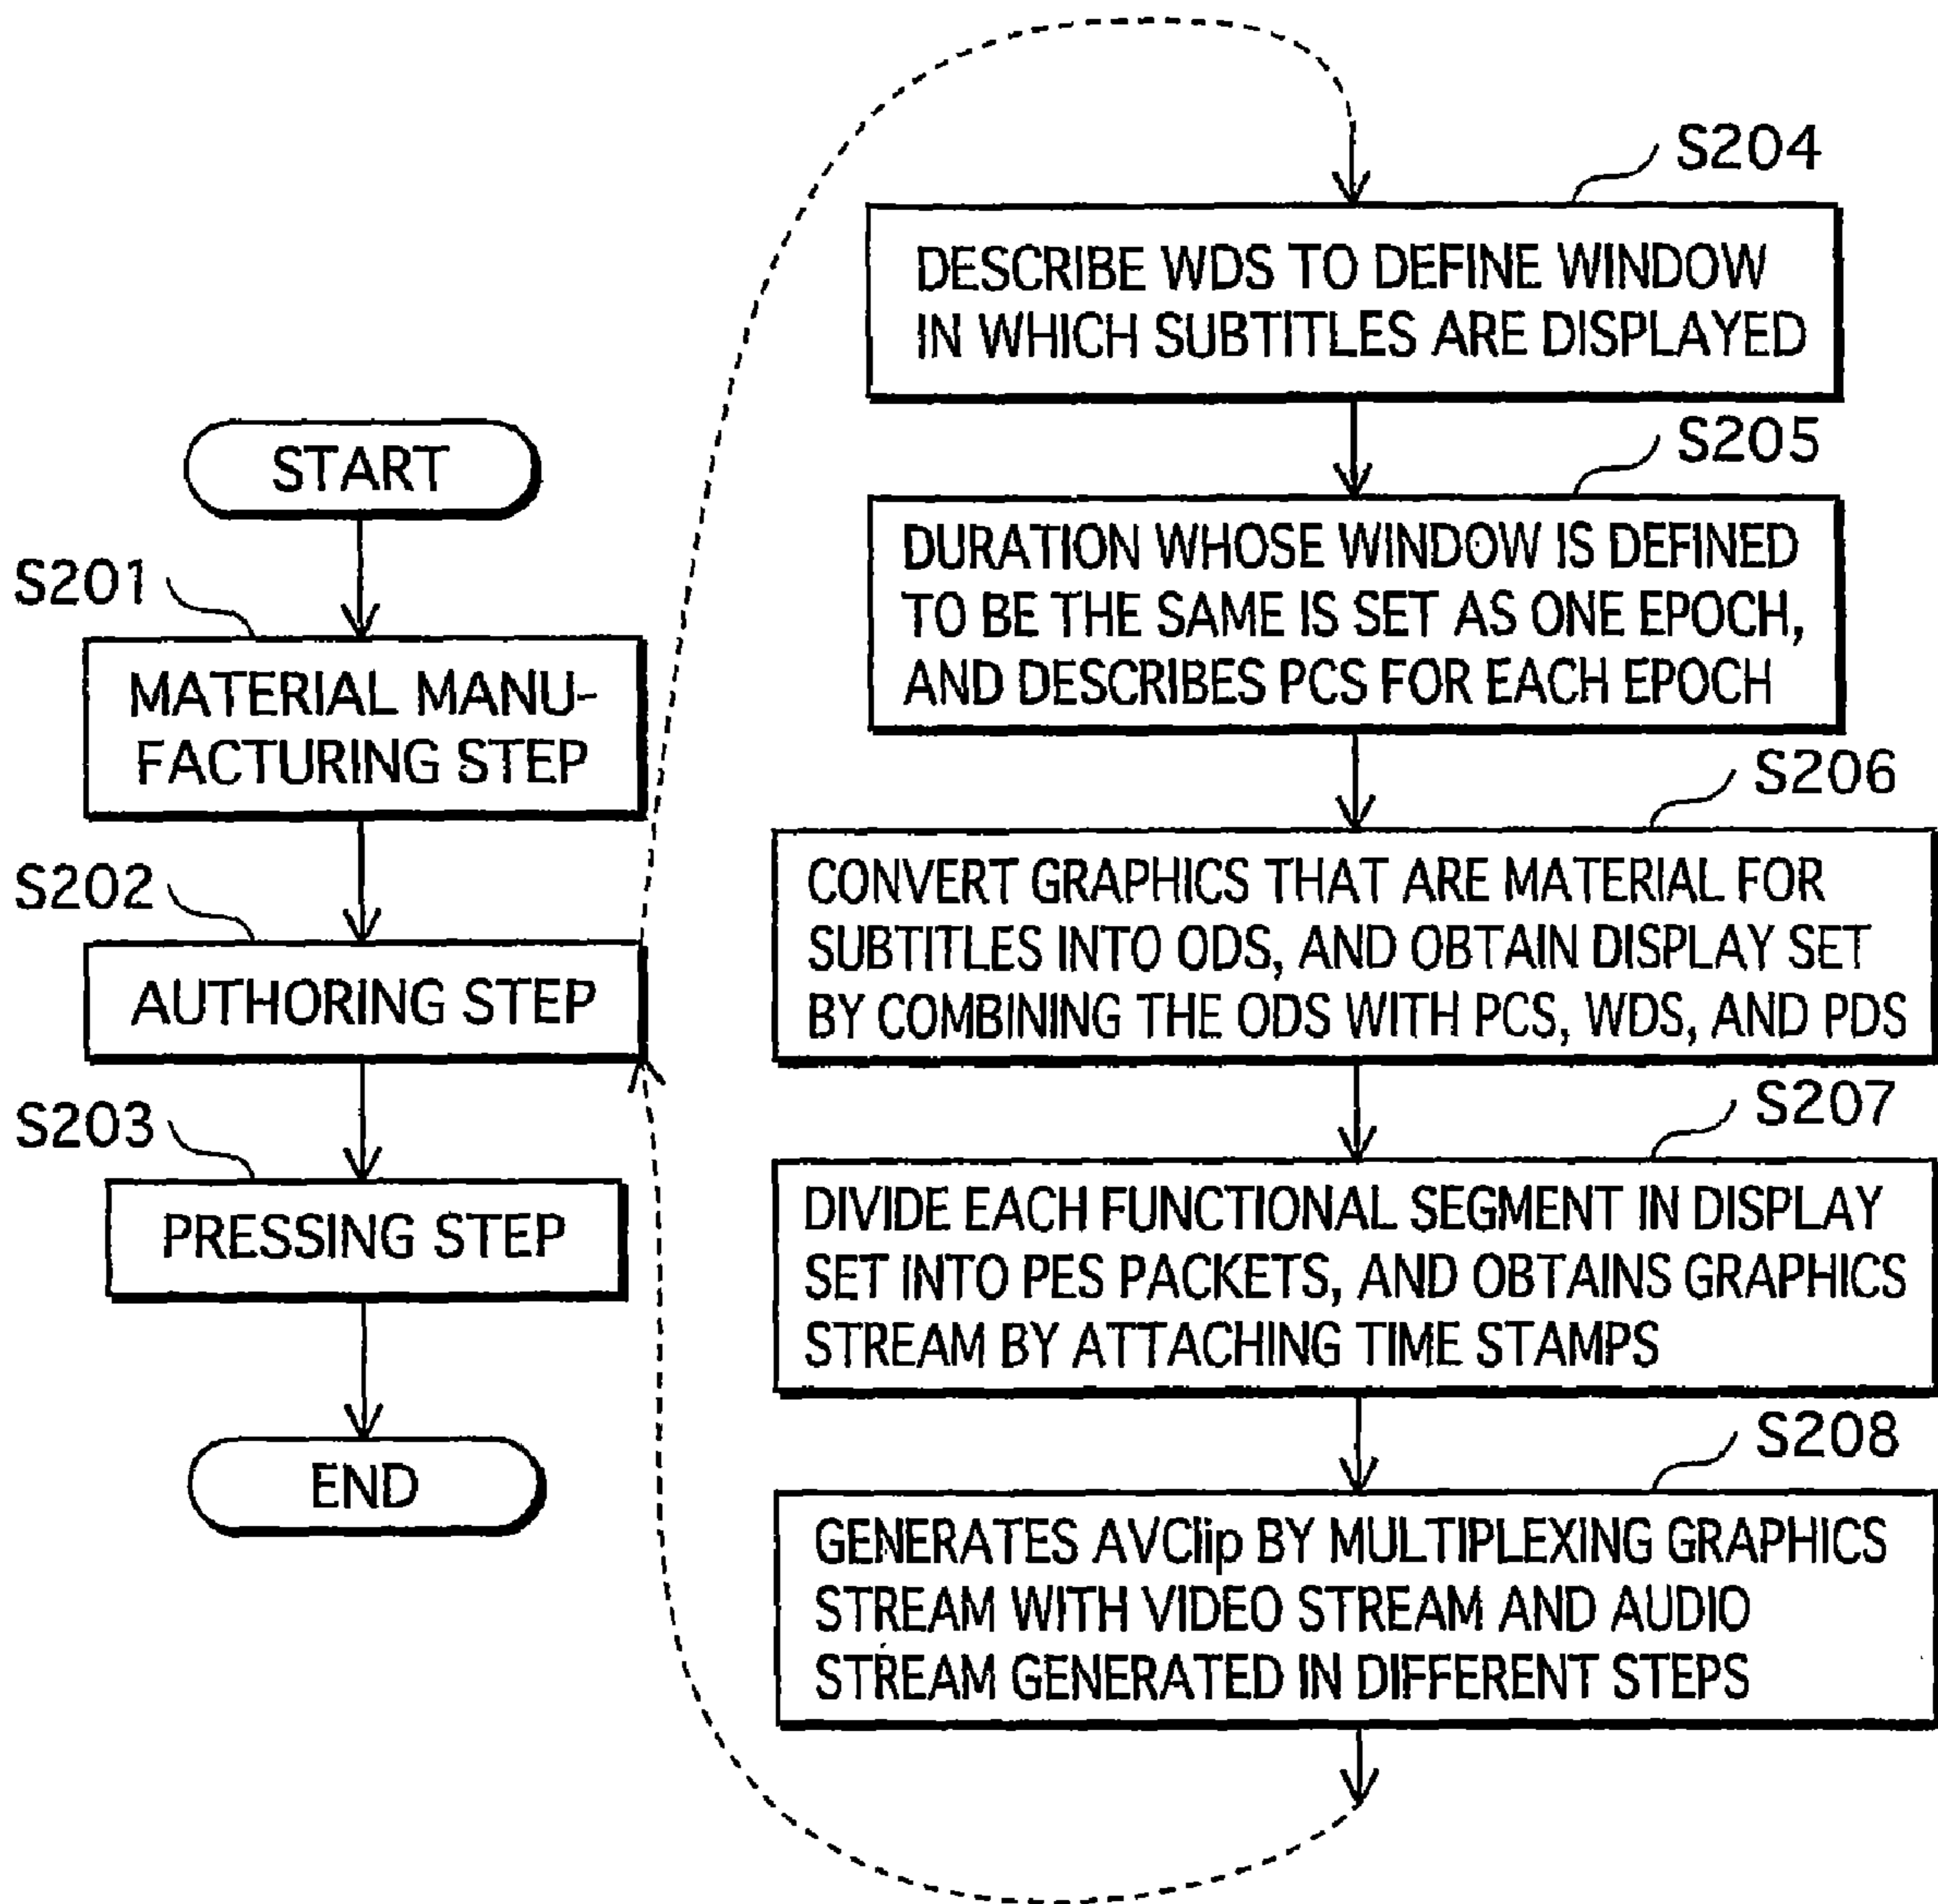 START
S201
MATERIAL MANU-
FACTURING STEP
S202
AUTHORING STEP
S203
PRESSING STEP
END
S204
DESCRIBE WDS TO DEFINE WINDOW
IN WHICH SUBTITLES ARE DISPLAYED
S205
DURATION WHOSE WINDOW IS DEFINED
TO BE THE SAME IS SET AS ONE EPOCH,
AND DESCRIBES PCS FOR EACH EPOCH
S206
CONVERT GRAPHICS THAT ARE MATERIAL FOR
SUBTITLES INTO ODS, AND OBTAIN DISPLAY SET
BY COMBINING THE ODS WITH PCS, WDS, AND PDS
S207
DIVIDE EACH FUNCTIONAL SEGMENT IN DISPLAY
SET INTO PES PACKETS, AND OBTAINS GRAPHICS
STREAM BY ATTACHING TIME STAMPS
S208
GENERATES AVClip BY MULTIPLEXING GRAPHICS
STREAM WITH VIDEO STREAM AND AUDIO
STREAM GENERATED IN DIFFERENT STEPS